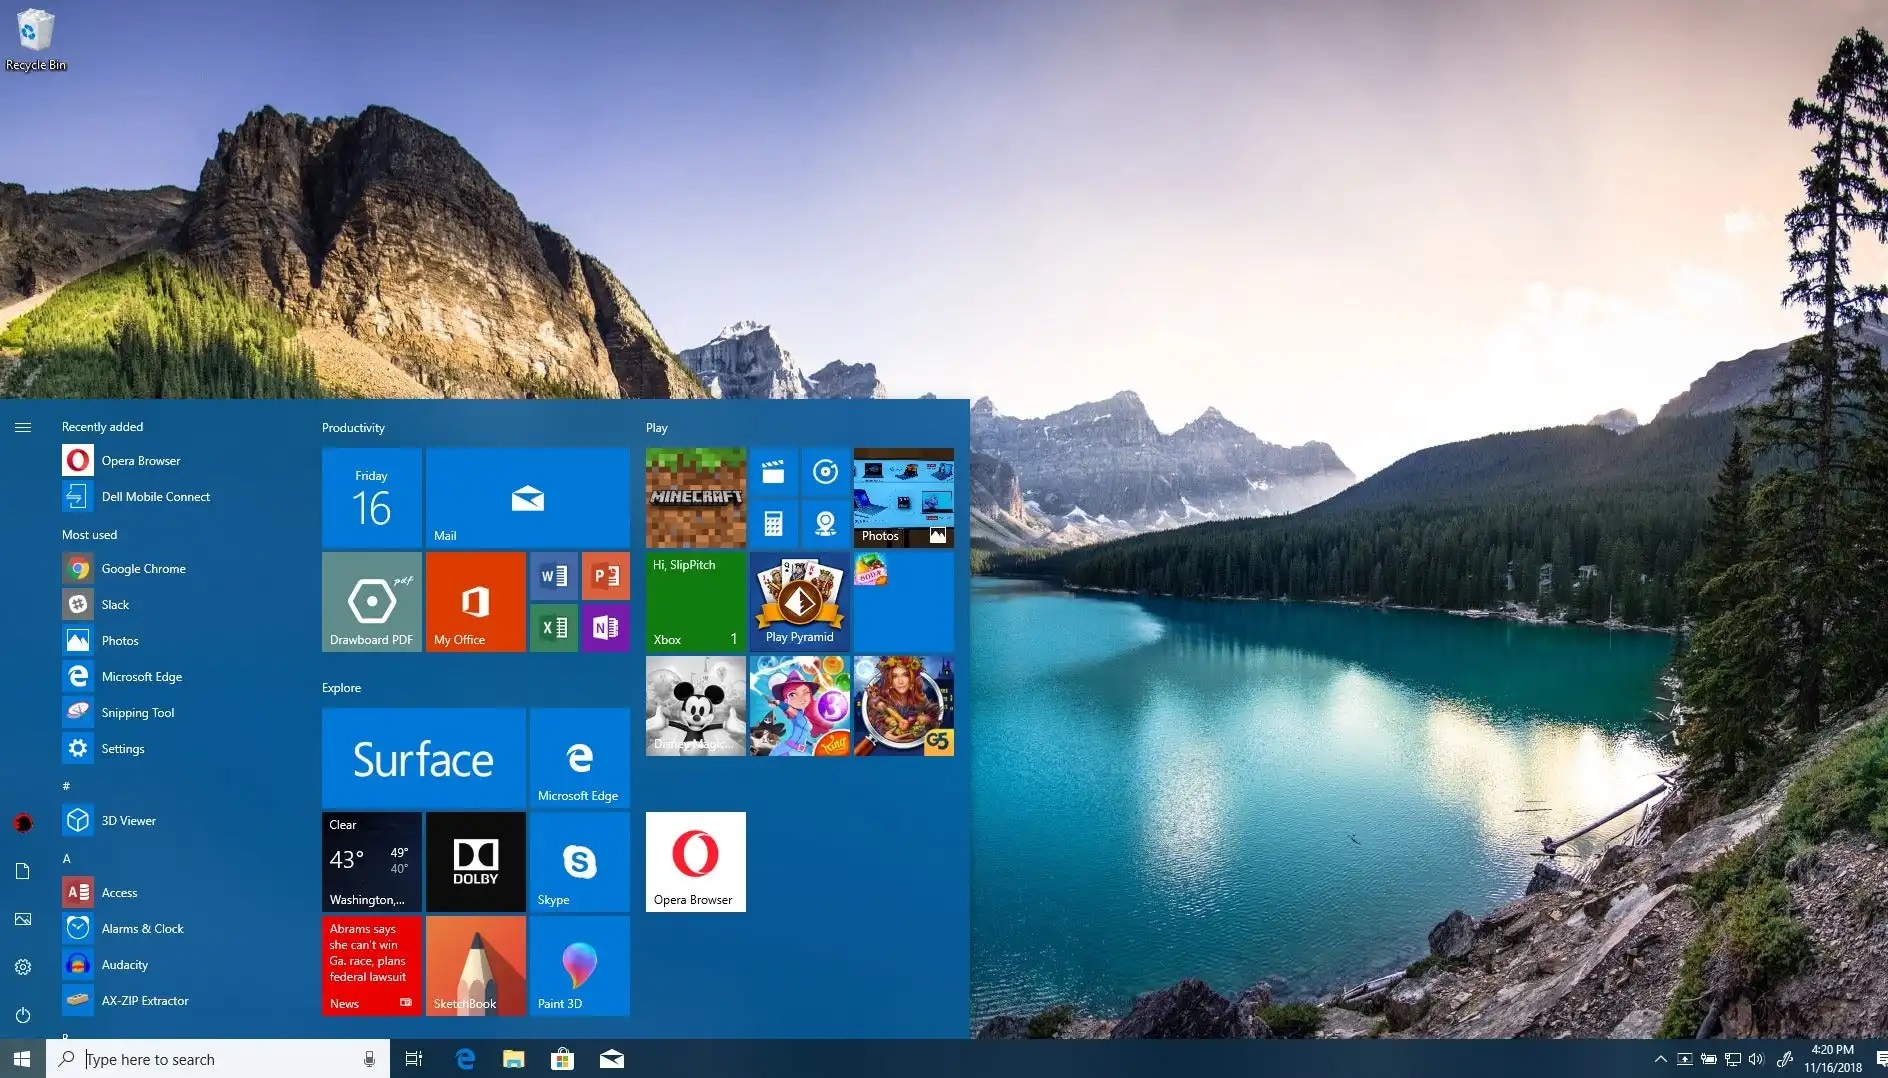 Recycle Bin
Recently added
Opera Browser
Dell Mobile Connect
Most used
Google Chrome
Slack
Photos
Microsoft Edge
Snipping Tool
Settings
#
3D Viewer
A
Access
Alarms & Clock
Audacity
AX-ZIP Extractor
Productivity
Friday
16
Mail
pdf
Drawboard PDF
My Office
W
P
X
N
Explore
Surface
Microsoft Edge
Clear
43°
49°
40°
Washington,...
DOLBY
Skype
Abrams says
she can't win
Ga. race, plans
federal lawsuit
News
SketchBook
Paint 3D
Play
MINECRAFT
Photos
Hi, SlipPitch
Xbox
1
Play Pyramid
SODA
Disney Magic...
3
King
G5
Opera Browser
Type here to search
4:20 PM
11/16/2018